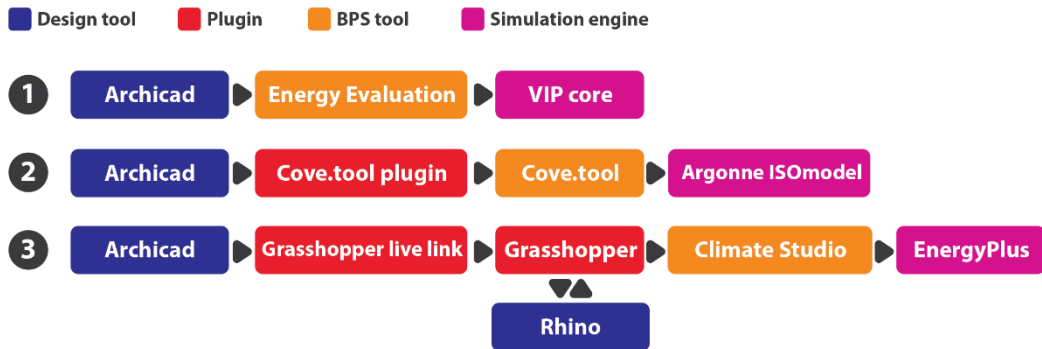 Design tool Plugin BPS tool Simulation engine
1 Archicad Energy Evaluation VIP core
2 Archicad Cove.tool plugin Cove.tool Argonne ISOmodel
3 Archicad Grasshopper live link Grasshopper Climate Studio EnergyPlus
Rhino